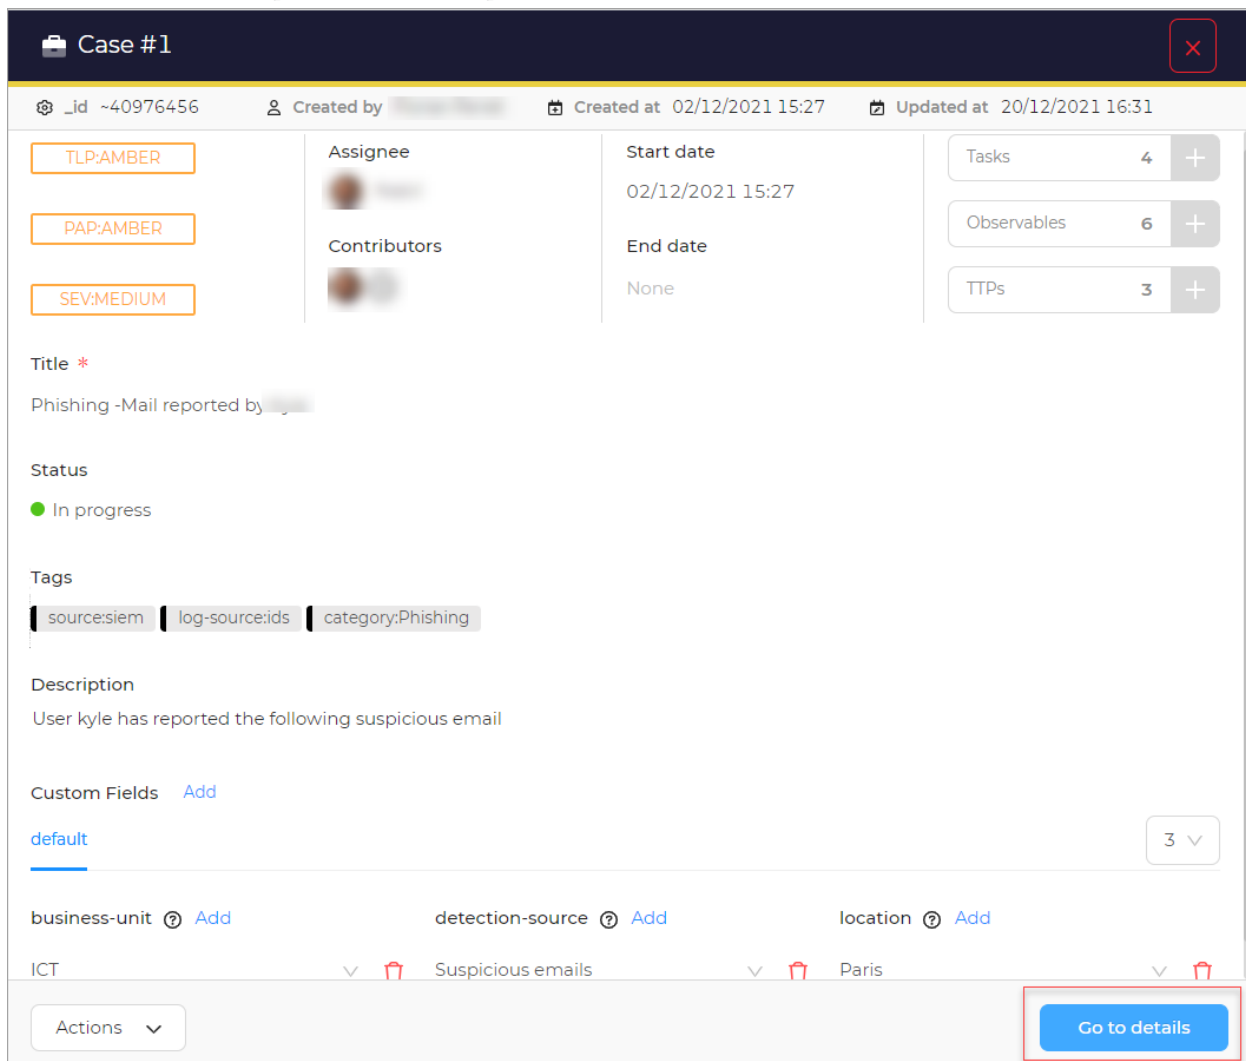 Case #1
_id ~40976456 Created by Created at 02/12/2021 15:27 Updated at 20/12/2021 16:31
TLP:AMBER
PAP:AMBER
SEV:MEDIUM
Assignee
Contributors
Start date
02/12/2021 15:27
End date
None
Tasks 4 +
Observables 6 +
TTPs 3 +
Title *
Phishing -Mail reported by
Status
In progress
Tags
source:siem log-source:ids category:Phishing
Description
User kyle has reported the following suspicious email
Custom Fields Add
default 3
business-unit Add detection-source Add location Add
ICT Suspicious emails Paris
Actions Go to details